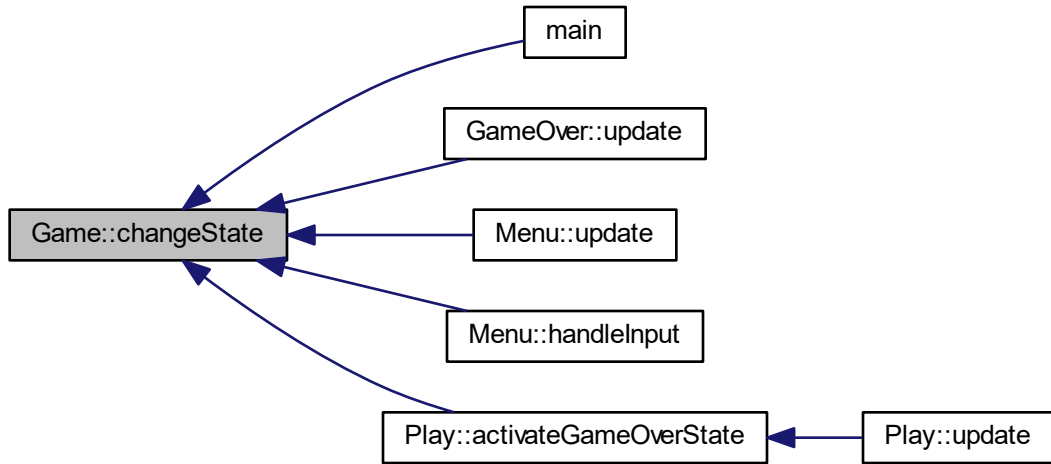 main
GameOver::update
Game::changeState
Menu::update
Menu::handleInput
Play::activateGameOverState
Play::update